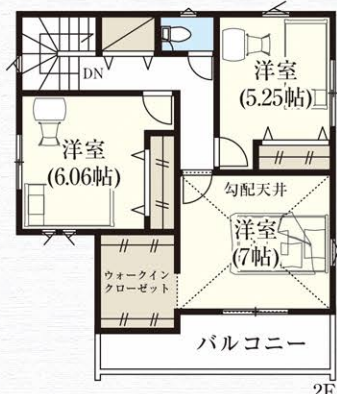 DN
洋室
(5.25帖)
洋室
(6.06帖)
勾配天井
洋室
(7帖)
ウォークイン
クローゼット
バルコニー
2F